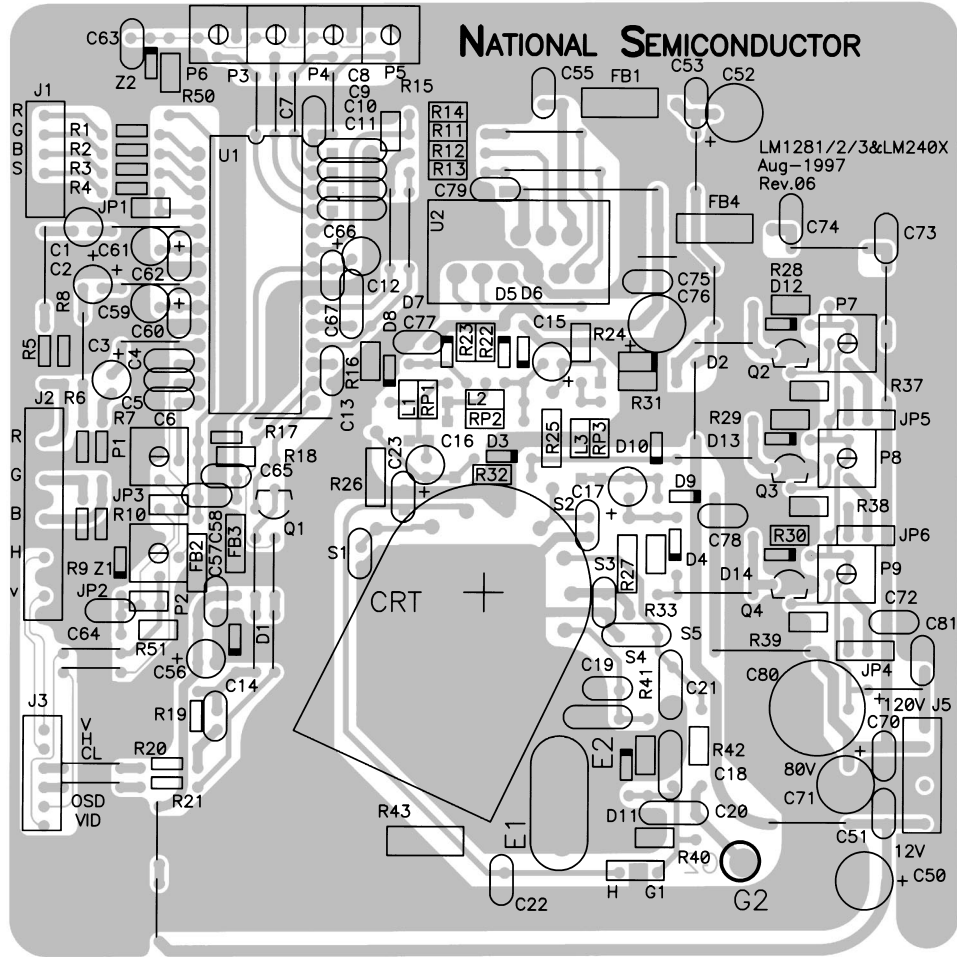 NATIONAL SEMICONDUCTOR
C63
Z2
P6
P3
P4
C8
P5
R50
C9
R15
C7
C10
C11
C55
FB1
C53
C52
+
LM1281/2/3&LM240X
Aug-1997
Rev.06
J1
R
G
B
S
R1
R2
R3
R4
U1
R14
R11
R12
R13
C79
U2
FB4
C74
C73
JP1
C1
C61
+
C2
+
C62
C66
+
C12
C75
C76
R28
D12
P7
R8
C59
+
C60
C67
D7
D8
D5 D6
R5
C3
+
C4
C5
C77
R23
R22
C15
+
R24
+
D2
Q2
R16
R6
C6
C13
L1
RP1
L2
RP2
R31
R37
J2
R
G
B
H
V
R7
P1
R17
R18
C65
C23
C16
+
D3
R25
L3
RP3
D10
R29
D13
JP5
P8
R26
R32
JP3
R10
C58
Q1
S2
C17
+
D9
C78
Q3
R38
FB2
C57
FB3
S1
S3
R27
D4
R30
D14
JP6
P9
R9
Z1
JP2
P2
CRT
Q4
C72
C64
R51
D1
C56
+
R33
S5
S4
R39
C81
JP4
C14
R19
C19
R41
C21
C80
+
120V
J5
J3
V
H
CL
OSD
VID
R20
R21
E2
R42
C18
C70
+
80V
C71
R43
E1
D11
C20
C51
12V
R40
G2
C22
H
G1
G2
C50
+